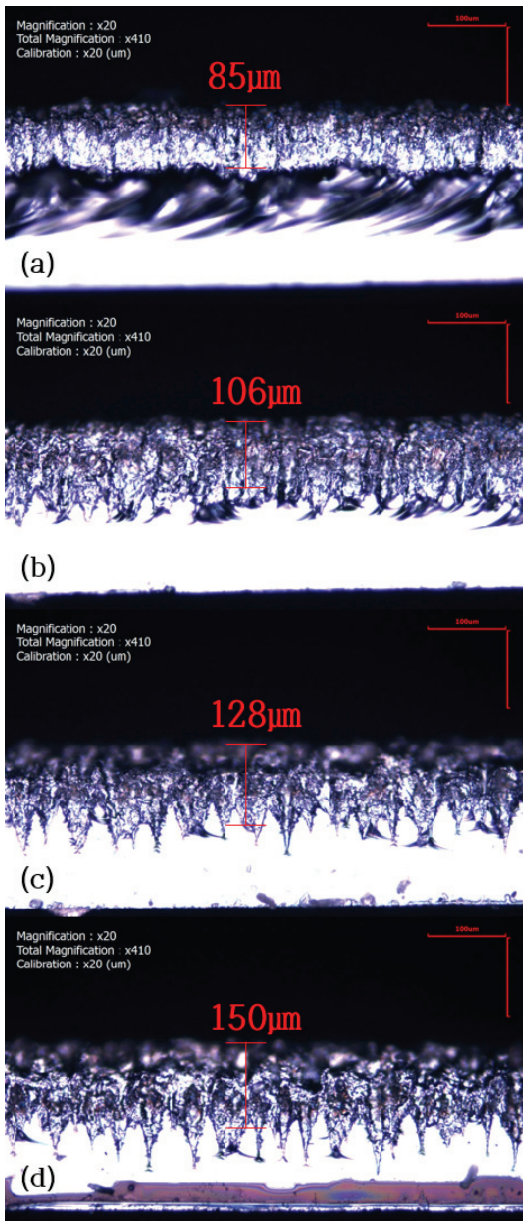 Magnification : x20
Total Magnification : x410
Calibration : x20 (um)
100um
85μm
(a)
Magnification : x20
Total Magnification : x410
Calibration : x20 (um)
100um
106μm
(b)
Magnification : x20
Total Magnification : x410
Calibration : x20 (um)
100um
128μm
(c)
Magnification : x20
Total Magnification : x410
Calibration : x20 (um)
100um
150μm
(d)